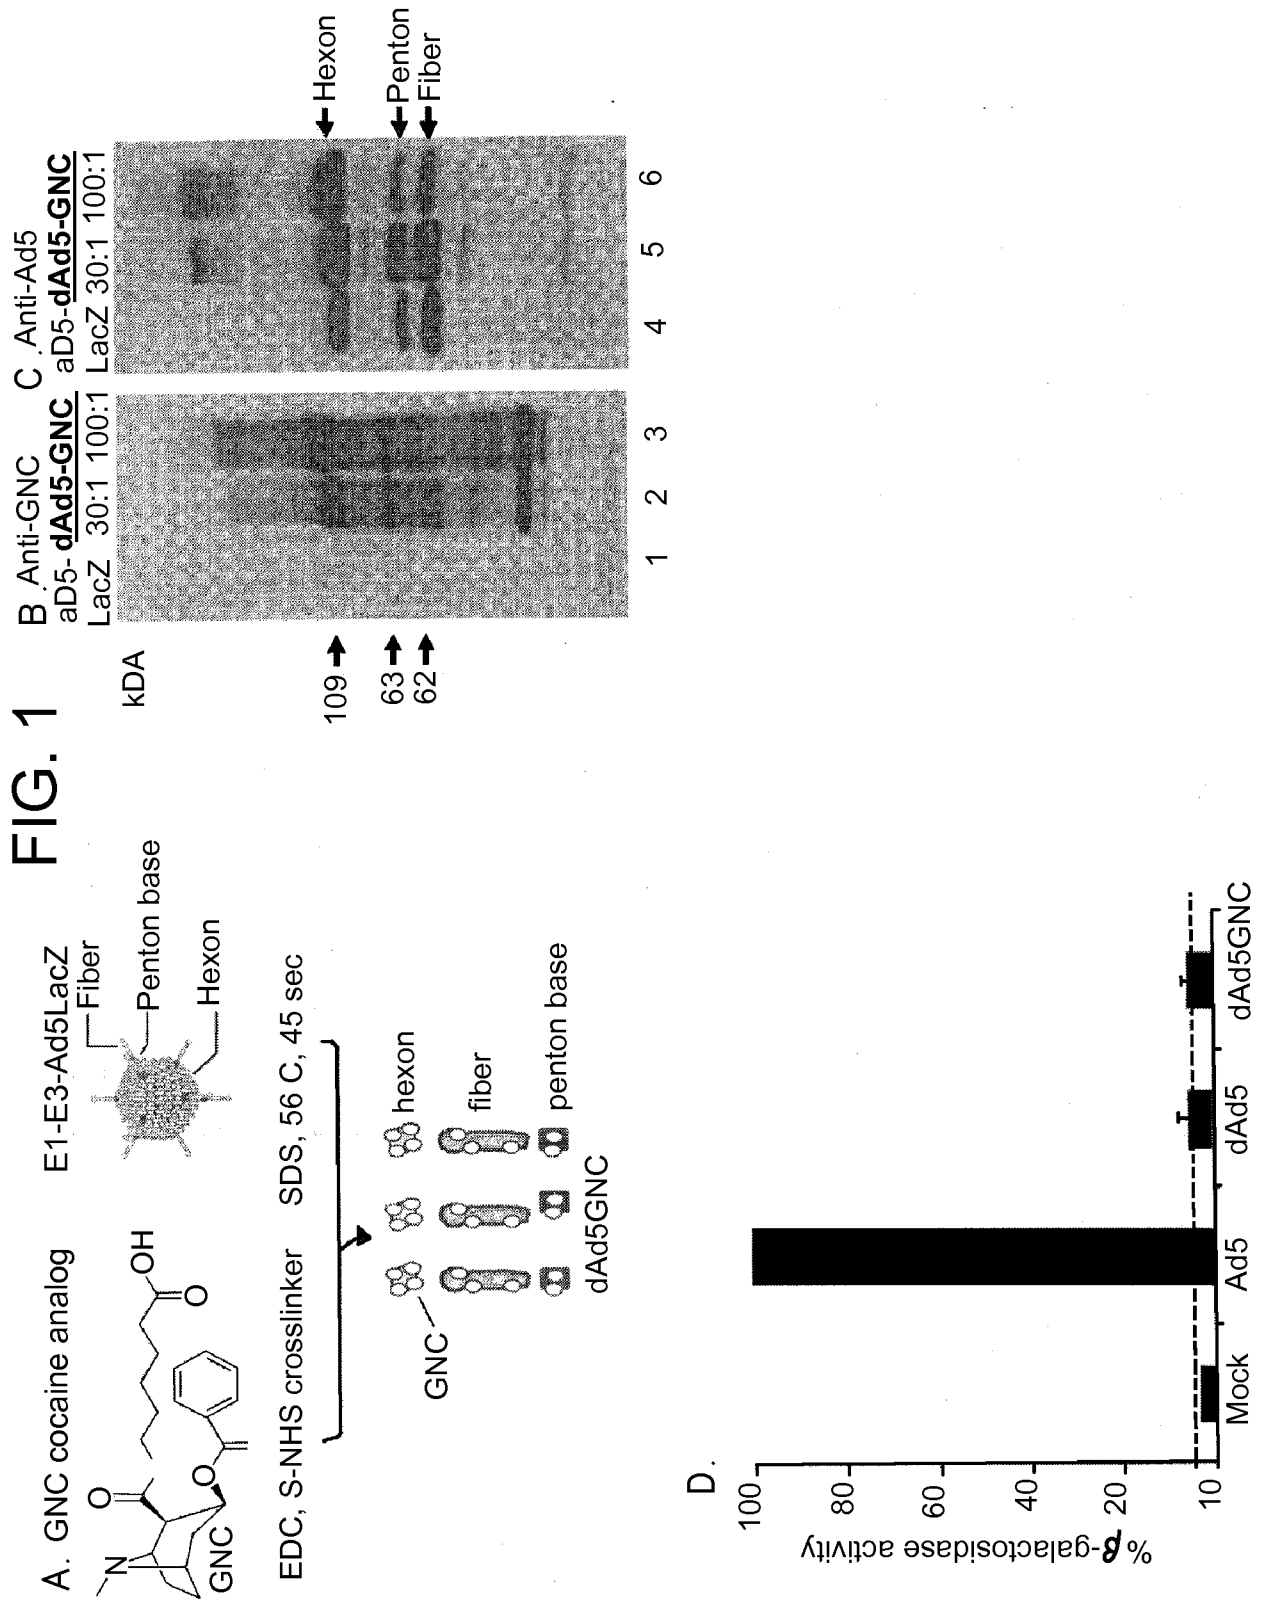 FIG. 1
A. GNC cocaine analog
E1-E3-Ad5LacZ
Fiber
Penton base
Hexon
N
O
O
OH
O
GNC
EDC, S-NHS crosslinker
SDS, 56 C, 45 sec
GNC
hexon
fiber
penton base
dAd5GNC
B. Anti-GNC
aD5- dAd5-GNC
LacZ 30:1 100:1
kDA
109
63
62
1 2 3
C. Anti-Ad5
aD5-dAd5-GNC
LacZ 30:1 100:1
Hexon
Penton
Fiber
4 5 6
D.
% β-galactosidase activity
100
80
60
40
20
10
Mock Ad5 dAd5 dAd5GNC